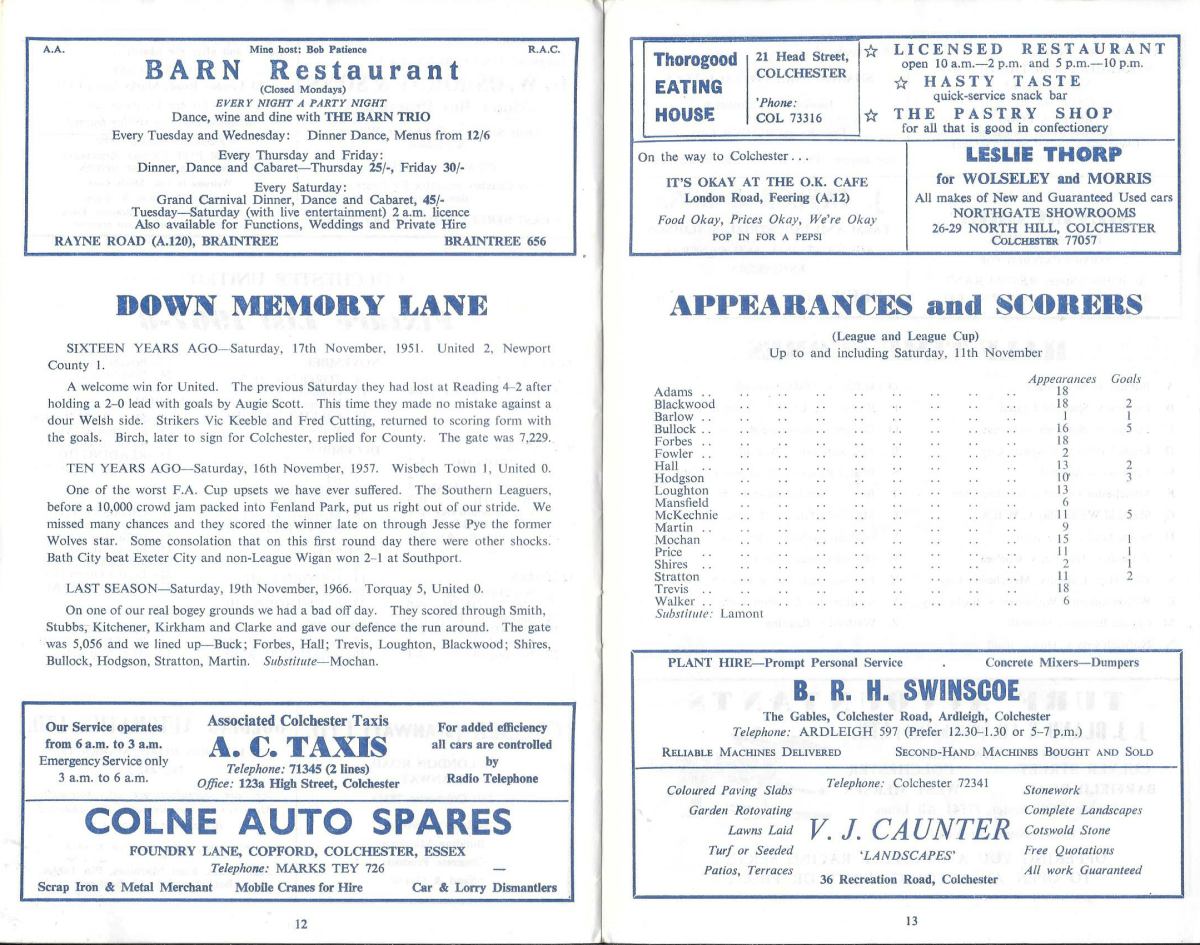 A.A. Mine host: Bob Patience R.A.C.
BARN Restaurant
(Closed Mondays)
EVERY NIGHT A PARTY NIGHT
Dance, wine and dine with THE BARN TRIO
Every Tuesday and Wednesday: Dinner Dance, Menus from 12/6
Every Thursday and Friday:
Dinner, Dance and Cabaret—Thursday 25/-, Friday 30/-
Every Saturday:
Grand Carnival Dinner, Dance and Cabaret, 45/-
Tuesday—Saturday (with live entertainment) 2 a.m. licence
Also available for Functions, Weddings and Private Hire
RAYNE ROAD (A.120), BRAINTREE BRAINTREE 656
DOWN MEMORY LANE
SIXTEEN YEARS AGO—Saturday, 17th November, 1951. United 2, Newport
County 1.
A welcome win for United. The previous Saturday they had lost at Reading 4–2 after
holding a 2-0 lead with goals by Augie Scott. This time they made no mistake against a
dour Welsh side. Strikers Vic Keeble and Fred Cutting, returned to scoring form with
the goals. Birch, later to sign for Colchester, replied for County. The gate was 7,229.
TEN YEARS AGO—Saturday, 16th November, 1957. Wisbech Town 1, United 0.
One of the worst F.A. Cup upsets we have ever suffered. The Southern Leaguers,
before a 10,000 crowd jam packed into Fenland Park, put us right out of our stride. We
missed many chances and they scored the winner late on through Jesse Pye the former
Wolves star. Some consolation that on this first round day there were other shocks.
Bath City beat Exeter City and non-League Wigan won 2–1 at Southport.
LAST SEASON—Saturday, 19th November, 1966. Torquay 5, United 0.
On one of our real bogey grounds we had a bad off day. They scored through Smith,
Stubbs, Kitchener, Kirkham and Clarke and gave our defence the run around. The gate
was 5,056 and we lined up—Buck; Forbes, Hall; Trevis, Loughton, Blackwood; Shires,
Bullock, Hodgson, Stratton, Martin. Substitute—Mochan.
Our Service operates
from 6 a.m. to 3 a.m.
Emergency Service only
3 a.m. to 6 a.m.
Associated Colchester Taxis
A. C. TAXIS
Telephone: 71345 (2 lines)
Office: 123a High Street, Colchester
For added efficiency
all cars are controlled
by
Radio Telephone
COLNE AUTO SPARES
FOUNDRY LANE, COPFORD, COLCHESTER, ESSEX
Telephone: MARKS TEY 726 —
Scrap Iron & Metal Merchant Mobile Cranes for Hire Car & Lorry Dismantlers
12
Thorogood
EATING
HOUSE
21 Head Street,
COLCHESTER
'Phone:
COL 73316
☆ LICENSED RESTAURANT
open 10 a.m.—2 p.m. and 5 p.m.—10 p.m.
☆ HASTY TASTE
quick-service snack bar
☆ THE PASTRY SHOP
for all that is good in confectionery
On the way to Colchester . . .
IT'S OKAY AT THE O.K. CAFE
London Road, Feering (A.12)
Food Okay, Prices Okay, We're Okay
POP IN FOR A PEPSI
LESLIE THORP
for WOLSELEY and MORRIS
All makes of New and Guaranteed Used cars
NORTHGATE SHOWROOMS
26-29 NORTH HILL, COLCHESTER
COLCHESTER 77057
APPEARANCES and SCORERS
(League and League Cup)
Up to and including Saturday, 11th November
Appearances Goals
Adams .. .. .. .. .. .. .. .. .. 18
Blackwood .. .. .. .. .. .. .. .. 18 2
Barlow .. .. .. .. .. .. .. .. .. 1 1
Bullock .. .. .. .. .. .. .. .. .. 16 5
Forbes .. .. .. .. .. .. .. .. .. 18
Fowler .. .. .. .. .. .. .. .. .. 2
Hall .. .. .. .. .. .. .. .. .. 13 2
Hodgson .. .. .. .. .. .. .. .. 10 3
Loughton .. .. .. .. .. .. .. .. 13
Mansfield .. .. .. .. .. .. .. .. 6
McKechnie .. .. .. .. .. .. .. .. 11 5
Martin .. .. .. .. .. .. .. .. .. 9
Mochan .. .. .. .. .. .. .. .. .. 15 1
Price .. .. .. .. .. .. .. .. .. 11 1
Shires .. .. .. .. .. .. .. .. .. 2 1
Stratton .. .. .. .. .. .. .. .. .. 11 2
Trevis .. .. .. .. .. .. .. .. .. 18
Walker .. .. .. .. .. .. .. .. .. 6
Substitute: Lamont
PLANT HIRE—Prompt Personal Service . Concrete Mixers—Dumpers
B. R. H. SWINSCOE
The Gables, Colchester Road, Ardleigh, Colchester
Telephone: ARDLEIGH 597 (Prefer 12.30–1.30 or 5–7 p.m.)
RELIABLE MACHINES DELIVERED SECOND-HAND MACHINES BOUGHT AND SOLD
Coloured Paving Slabs
Garden Rotovating
Lawns Laid
Turf or Seeded
Patios, Terraces
Telephone: Colchester 72341
V. J. CAUNTER
'LANDSCAPES'
36 Recreation Road, Colchester
Stonework
Complete Landscapes
Cotswold Stone
Free Quotations
All work Guaranteed
13